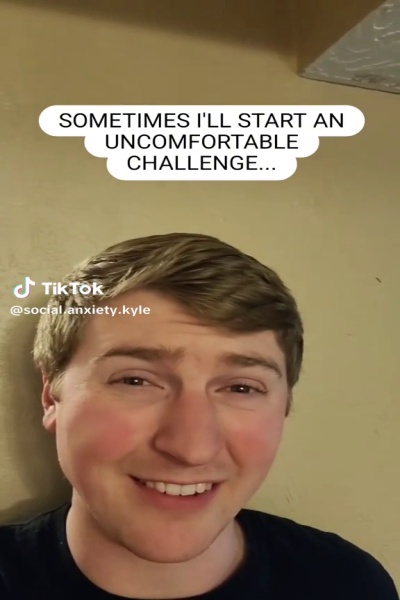 SOMETIMES I'LL START AN
UNCOMFORTABLE
CHALLENGE...
TikTok
@social.anxiety.kyle